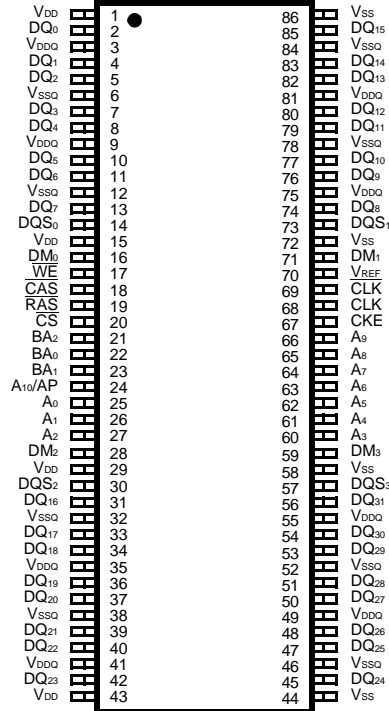 VDD 1 86 VSS
DQ0 2 85 DQ15
VDDQ 3 84 VSSQ
DQ1 4 83 DQ14
DQ2 5 82 DQ13
VSSQ 6 81 VDDQ
DQ3 7 80 DQ12
DQ4 8 79 DQ11
VDDQ 9 78 VSSQ
DQ5 10 77 DQ10
DQ6 11 76 DQ9
VSSQ 12 75 VDDQ
DQ7 13 74 DQ8
DQS0 14 73 DQS1
VDD 15 72 VSS
DM0 16 71 DM1
WE 17 70 VREF
CAS 18 69 CLK
RAS 19 68 CLK
CS 20 67 CKE
BA2 21 66 A9
BA0 22 65 A8
BA1 23 64 A7
A10/AP 24 63 A6
A0 25 62 A5
A1 26 61 A4
A2 27 60 A3
DM2 28 59 DM3
VDD 29 58 VSS
DQS2 30 57 DQS3
DQ16 31 56 DQ31
VSSQ 32 55 VDDQ
DQ17 33 54 DQ30
DQ18 34 53 DQ29
VDDQ 35 52 VSSQ
DQ19 36 51 DQ28
DQ20 37 50 DQ27
VSSQ 38 49 VDDQ
DQ21 39 48 DQ26
DQ22 40 47 DQ25
VDDQ 41 46 VSSQ
DQ23 42 45 DQ24
VDD 43 44 VSS